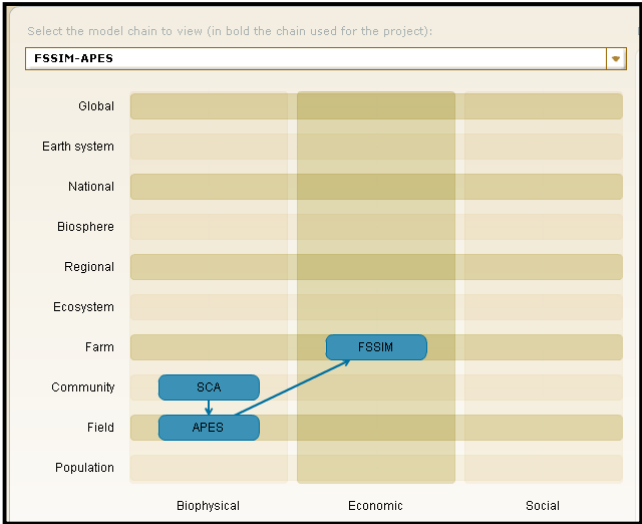 Select the model chain to view (in bold the chain used for the project):
FSSIM-APES
Global
Earth system
National
Biosphere
Regional
Ecosystem
Farm
FSSIM
Community
SCA
Field
APES
Population
Biophysical
Economic
Social